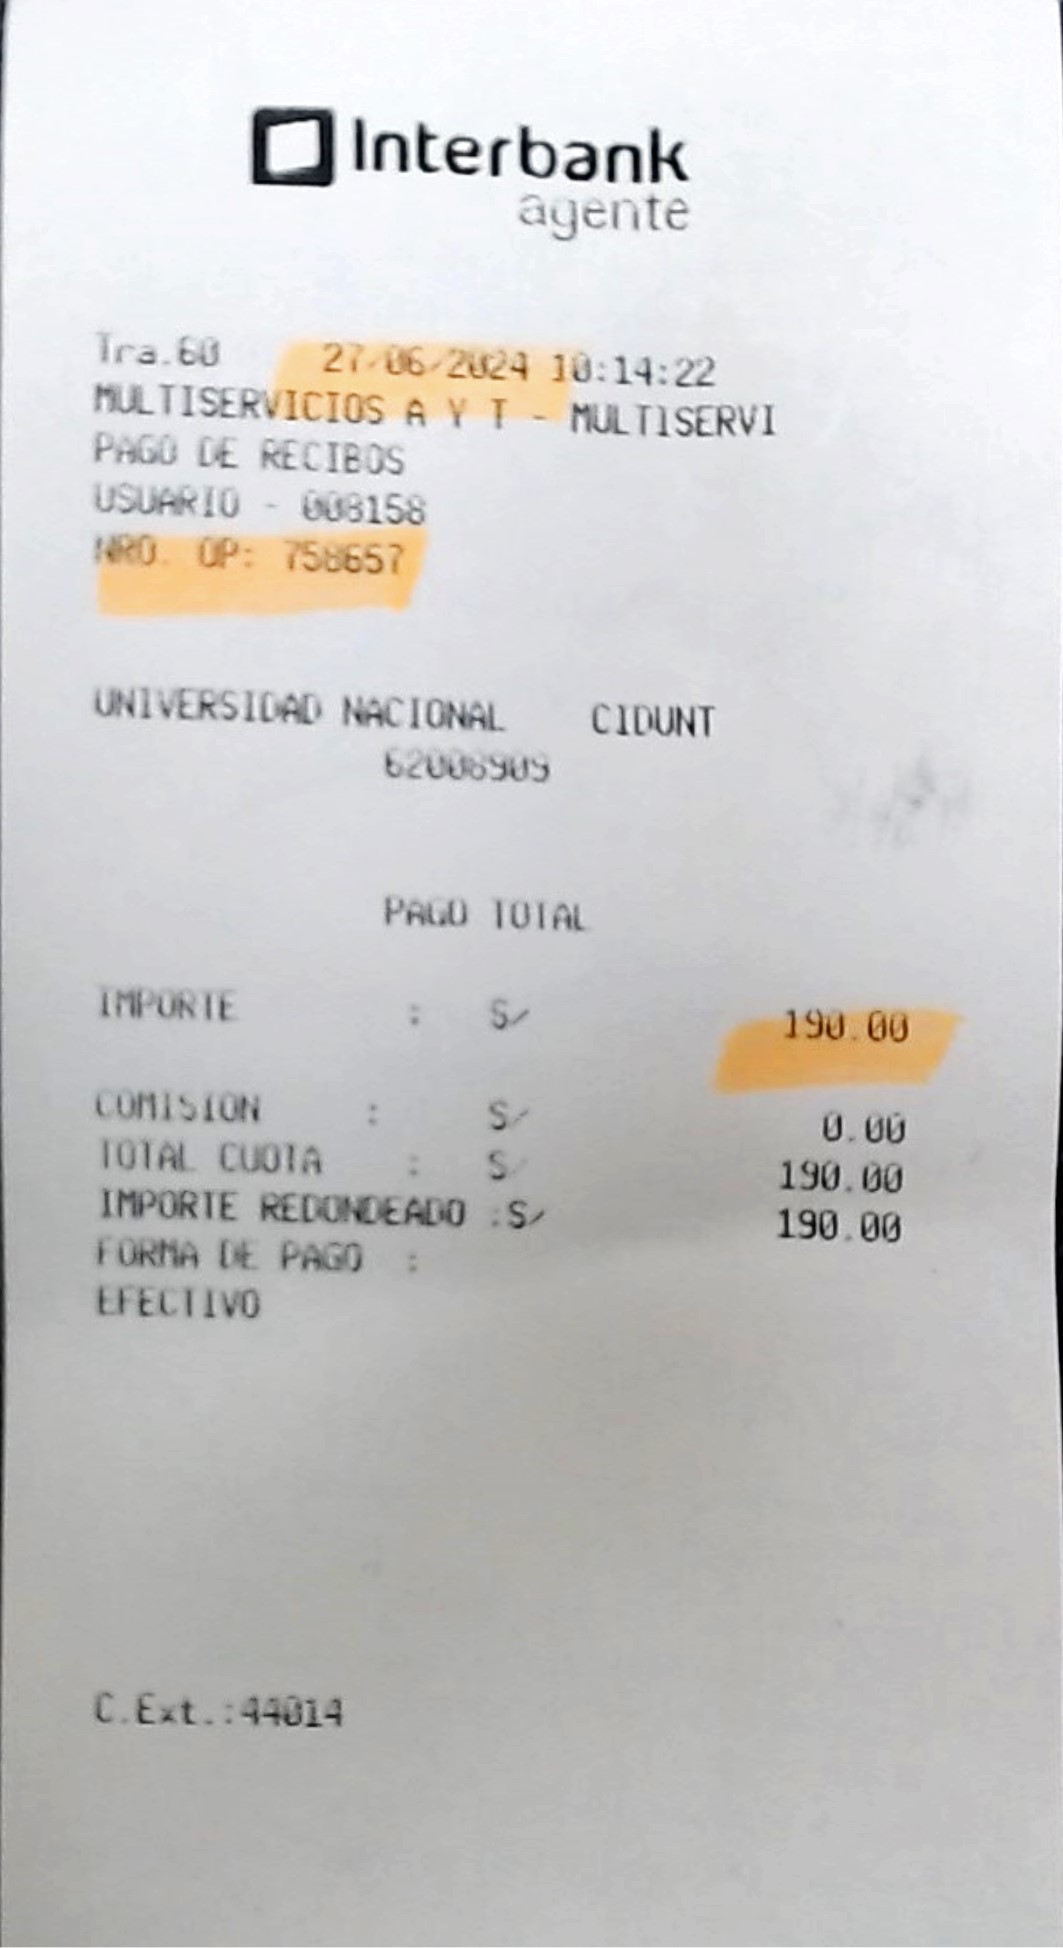 Interbank
agente
Tra.60 27/06/2024 10:14:22
MULTISERVICIOS A Y T - MULTISERVI
PAGO DE RECIBOS
USUARIO - 008158
NRO. OP: 758657
UNIVERSIDAD NACIONAL CIDUNT
62008909
PAGO TOTAL
IMPORTE : S/ 190.00
COMISION : S/ 0.00
TOTAL CUOTA : S/ 190.00
IMPORTE REDONDEADO :S/ 190.00
FORMA DE PAGO :
EFECTIVO
C.Ext.:44014